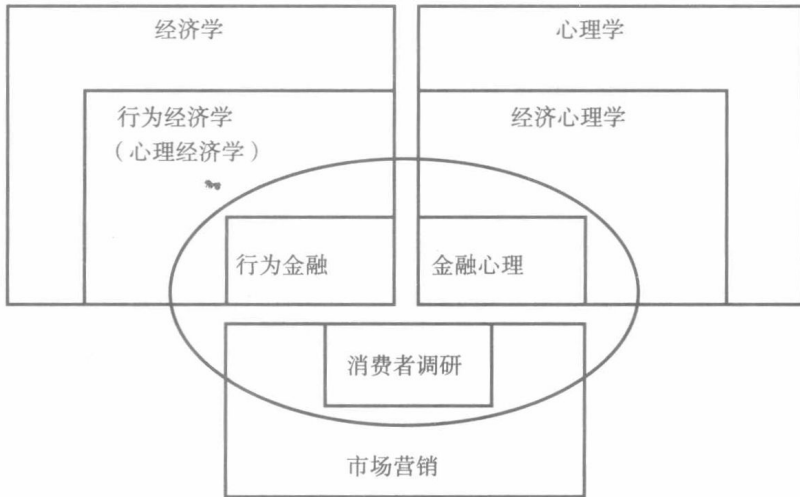 经济学
心理学
行为经济学
（心理经济学）
经济心理学
行为金融
金融心理
消费者调研
市场营销